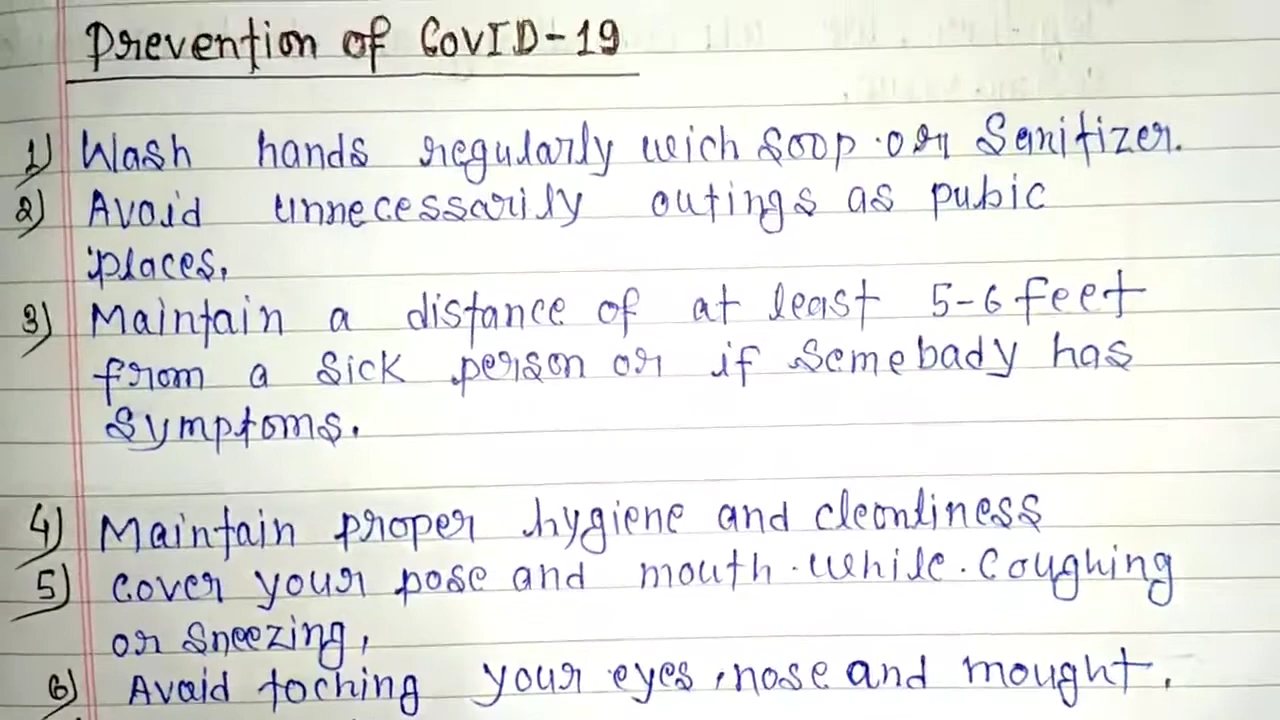 Prevention of COVID-19
1) Wash hands regularly wich soop or Sanitizer.
2) Avoid unnecessarily outings as pubic
places,
3) Maintain a distance of at least 5-6 feet
from a sick person or if semebady has
symptoms.
4) Maintain proper hygiene and cleonliness
5) cover your pose and mouth while coughing
or sneezing,
6) Avoid toching your eyes, nose and mought.